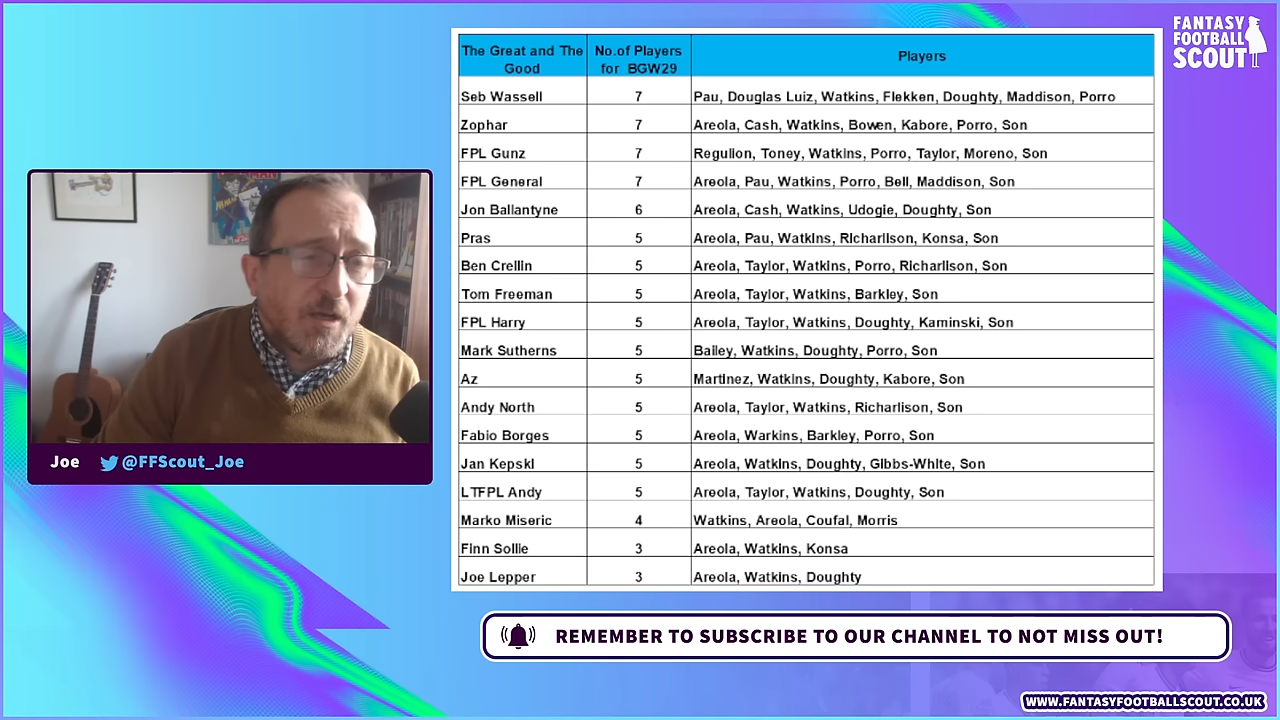 FANTASY
FOOTBALL
SCOUT
The Great and The Good | No.of Players for BGW29 | Players
Seb Wassell | 7 | Pau, Douglas Luiz, Watkins, Flekken, Doughty, Maddison, Porro
Zophar | 7 | Areola, Cash, Watkins, Bowen, Kabore, Porro, Son
FPL Gunz | 7 | Regulion, Toney, Watkins, Porro, Taylor, Moreno, Son
FPL General | 7 | Areola, Pau, Watkins, Porro, Bell, Maddison, Son
Jon Ballantyne | 6 | Areola, Cash, Watkins, Udogie, Doughty, Son
Pras | 5 | Areola, Pau, Watkins, Richarlison, Konsa, Son
Ben Crellin | 5 | Areola, Taylor, Watkins, Porro, Richarlison, Son
Tom Freeman | 5 | Areola, Taylor, Watkins, Barkley, Son
FPL Harry | 5 | Areola, Taylor, Watkins, Doughty, Kaminski, Son
Mark Sutherns | 5 | Bailey, Watkins, Doughty, Porro, Son
Az | 5 | Martinez, Watkins, Doughty, Kabore, Son
Andy North | 5 | Areola, Taylor, Watkins, Richarlison, Son
Fabio Borges | 5 | Areola, Warkins, Barkley, Porro, Son
Jan Kepski | 5 | Areola, Watkins, Doughty, Gibbs-White, Son
LTFPL Andy | 5 | Areola, Taylor, Watkins, Doughty, Son
Marko Miseric | 4 | Watkins, Areola, Coufal, Morris
Finn Sollie | 3 | Areola, Watkins, Konsa
Joe Lepper | 3 | Areola, Watkins, Doughty
Joe @FFScout_Joe
REMEMBER TO SUBSCRIBE TO OUR CHANNEL TO NOT MISS OUT!
WWW.FANTASYFOOTBALLSCOUT.CO.UK